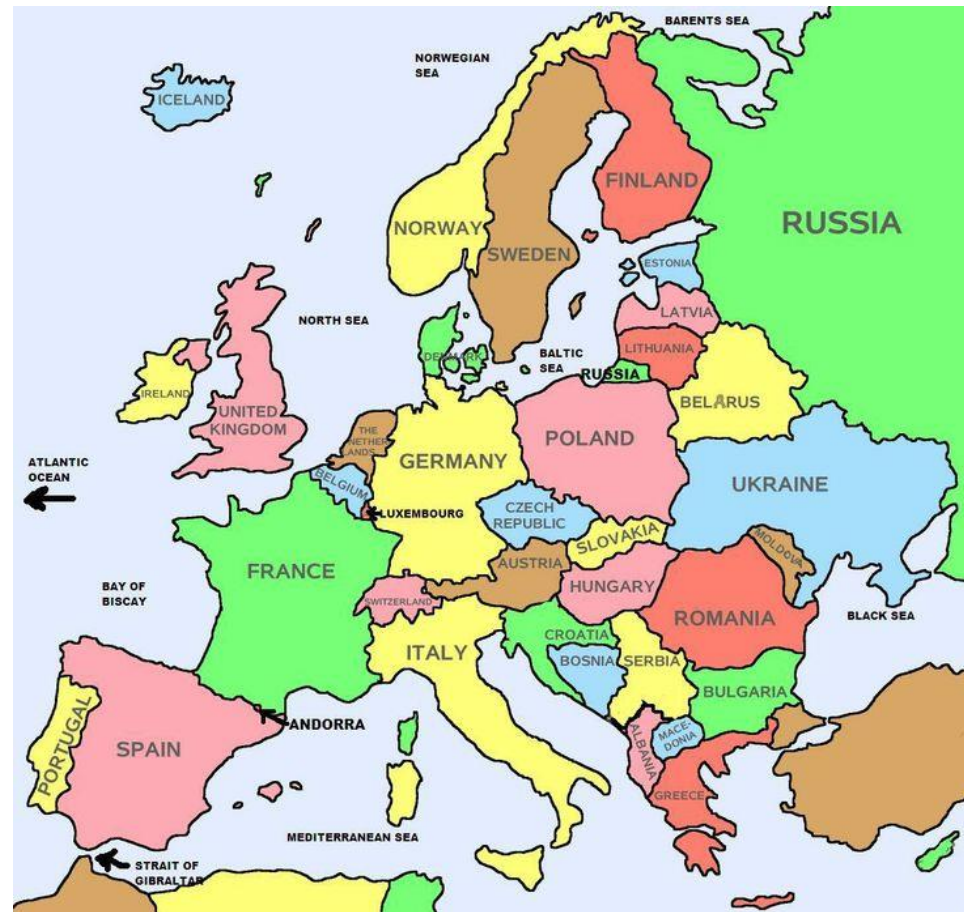 BARENTS SEA
NORWEGIAN
SEA
ICELAND
FINLAND
RUSSIA
NORWAY
SWEDEN
ESTONIA
LATVIA
NORTH SEA
LITHUANIA
DENMARK
BALTIC
SEA
RUSSIA
IRELAND
BELARUS
UNITED
KINGDOM
THE
NETHER
LANDS
POLAND
GERMANY
ATLANTIC
OCEAN
BELGIUM
UKRAINE
LUXEMBOURG
CZECH
REPUBLIC
SLOVAKIA
MOLDOVA
AUSTRIA
FRANCE
HUNGARY
BAY OF
BISCAY
SWITZERLAND
ROMANIA
BLACK SEA
CROATIA
ITALY
BOSNIA
SERBIA
BULGARIA
ANDORRA
PORTUGAL
SPAIN
ALBANIA
MACE-
DONIA
GREECE
MEDITERRANEAN SEA
STRAIT OF
GIBRALTAR